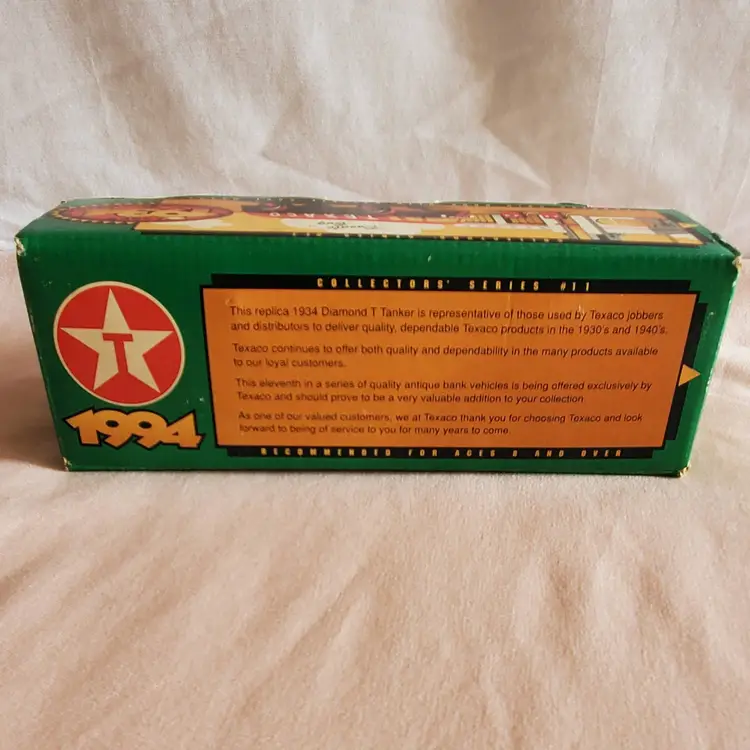 TEXACO
COLLECTORS' SERIES #11
This replica 1934 Diamond T Tanker is representative of those used by Texaco jobbers
and distributors to deliver quality, dependable Texaco products in the 1930's and 1940's.
Texaco continues to offer both quality and dependability in the many products available
to our loyal customers.
This eleventh in a series of quality antique bank vehicles is being offered exclusively by
Texaco and should prove to be a very valuable addition to your collection.
As one of our valued customers, we at Texaco thank you for choosing Texaco and look
forward to being of service to you for many years to come.
T
1994
RECOMMENDED FOR AGES 8 AND OVER